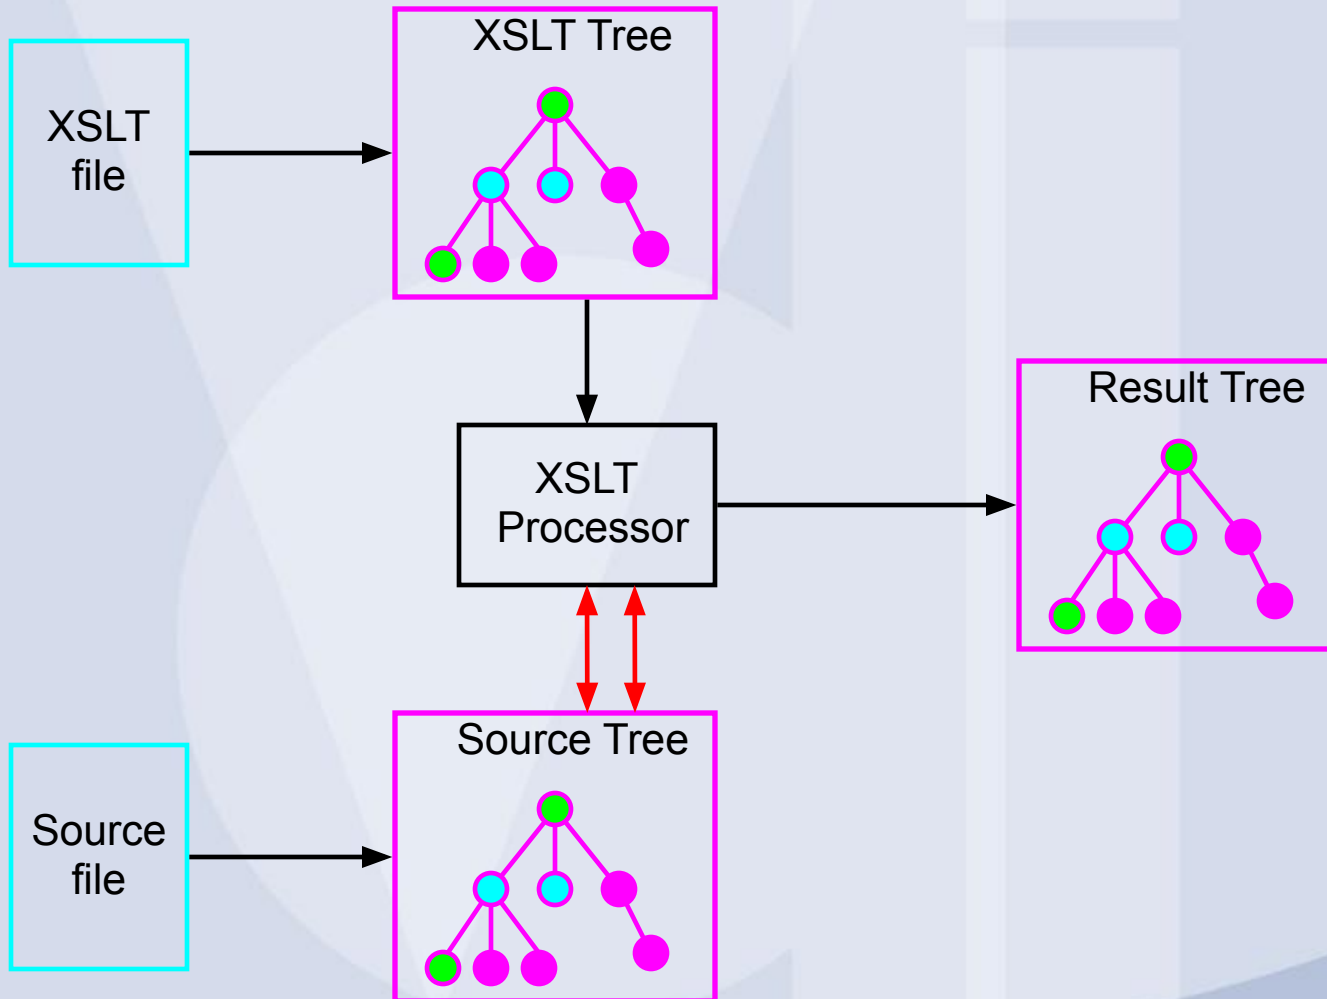 XSLT Tree
XSLT
file
Result Tree
XSLT
Processor
Source Tree
Source
file